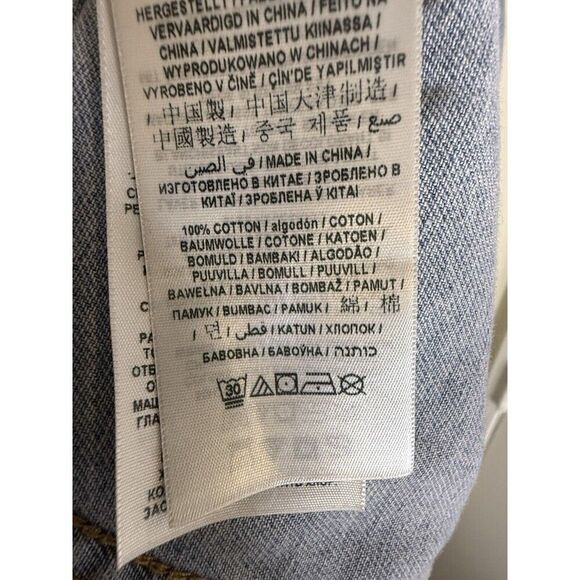 HERGESTELLT
VERVAARDIGD IN CHINA / FEITO NA
CHINA / VALMISTETTU KIINASSA /
WYPRODUKOWANO W CHINACH /
VYROBENO V ČÍNĚ / ÇİN'DE YAPILMIŞTIR
/ 中国製 / 中国天津制造 /
中國製造 / 중국 제품 / صنع
في الصين / MADE IN CHINA /
ИЗГОТОВЛЕНО В КИТАЕ / ЗРОБЛЕНО В
КИТАЇ / ЗРОБЛЕНА Ў КІТАІ
100% COTTON / algodón / COTON /
BAUMWOLLE / COTONE / KATOEN /
BOMULD / BAMBAKI / ALGODÃO /
PUUVILLA / BOMULL / PUUVILL /
BAWEŁNA / BAVLNA / BOMBAŽ / PAMUT /
ПАМУК / BUMBAC / PAMUK / 綿 / 棉
/ 면 / قطن / KATUN / ХЛОПОК /
БАВОВНА / БАВОЎНА / כותנה
30